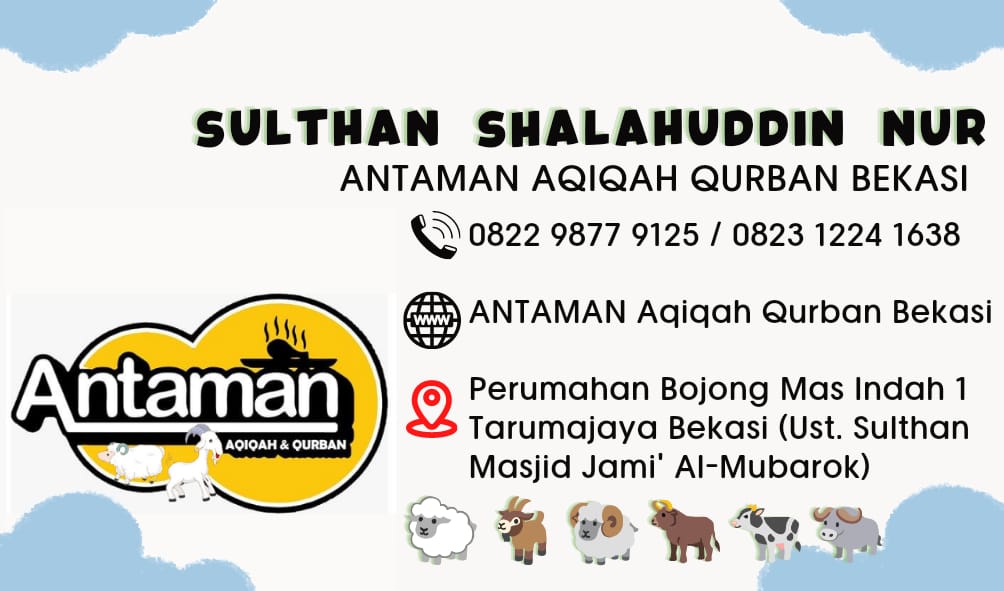 SULTHAN SHALAHUDDIN NUR
ANTAMAN AQIQAH QURBAN BEKASI
0822 9877 9125 / 0823 1224 1638
WWW
ANTAMAN Aqiqah Qurban Bekasi
Perumahan Bojong Mas Indah 1
Tarumajaya Bekasi (Ust. Sulthan
Masjid Jami' Al-Mubarok)
Antaman
AQIQAH & QURBAN